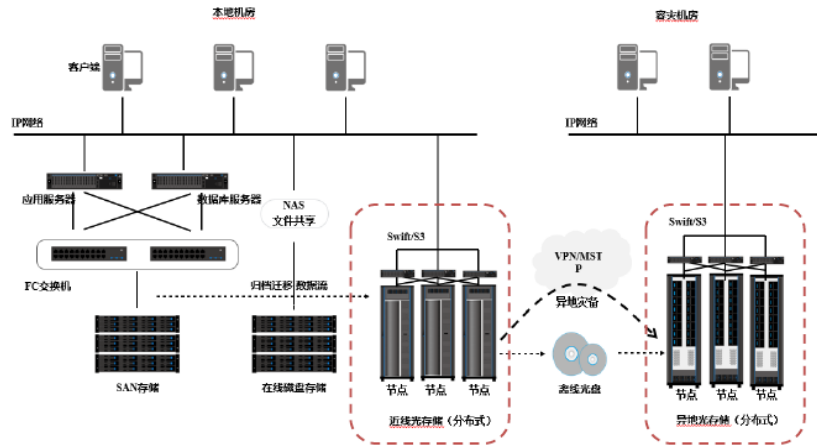 本地机房
容灾机房
客户端
IP网络
IP网络
应用服务器
数据库服务器
NAS
文件共享
Swift/S3
Swift/S3
VPN/MST
P
FC交换机
归档迁移 数据流
异地灾备
SAN存储
在线磁盘存储
节点
节点
节点
离线光盘
节点
节点
节点
近线光存储（分布式）
异地光存储（分布式）